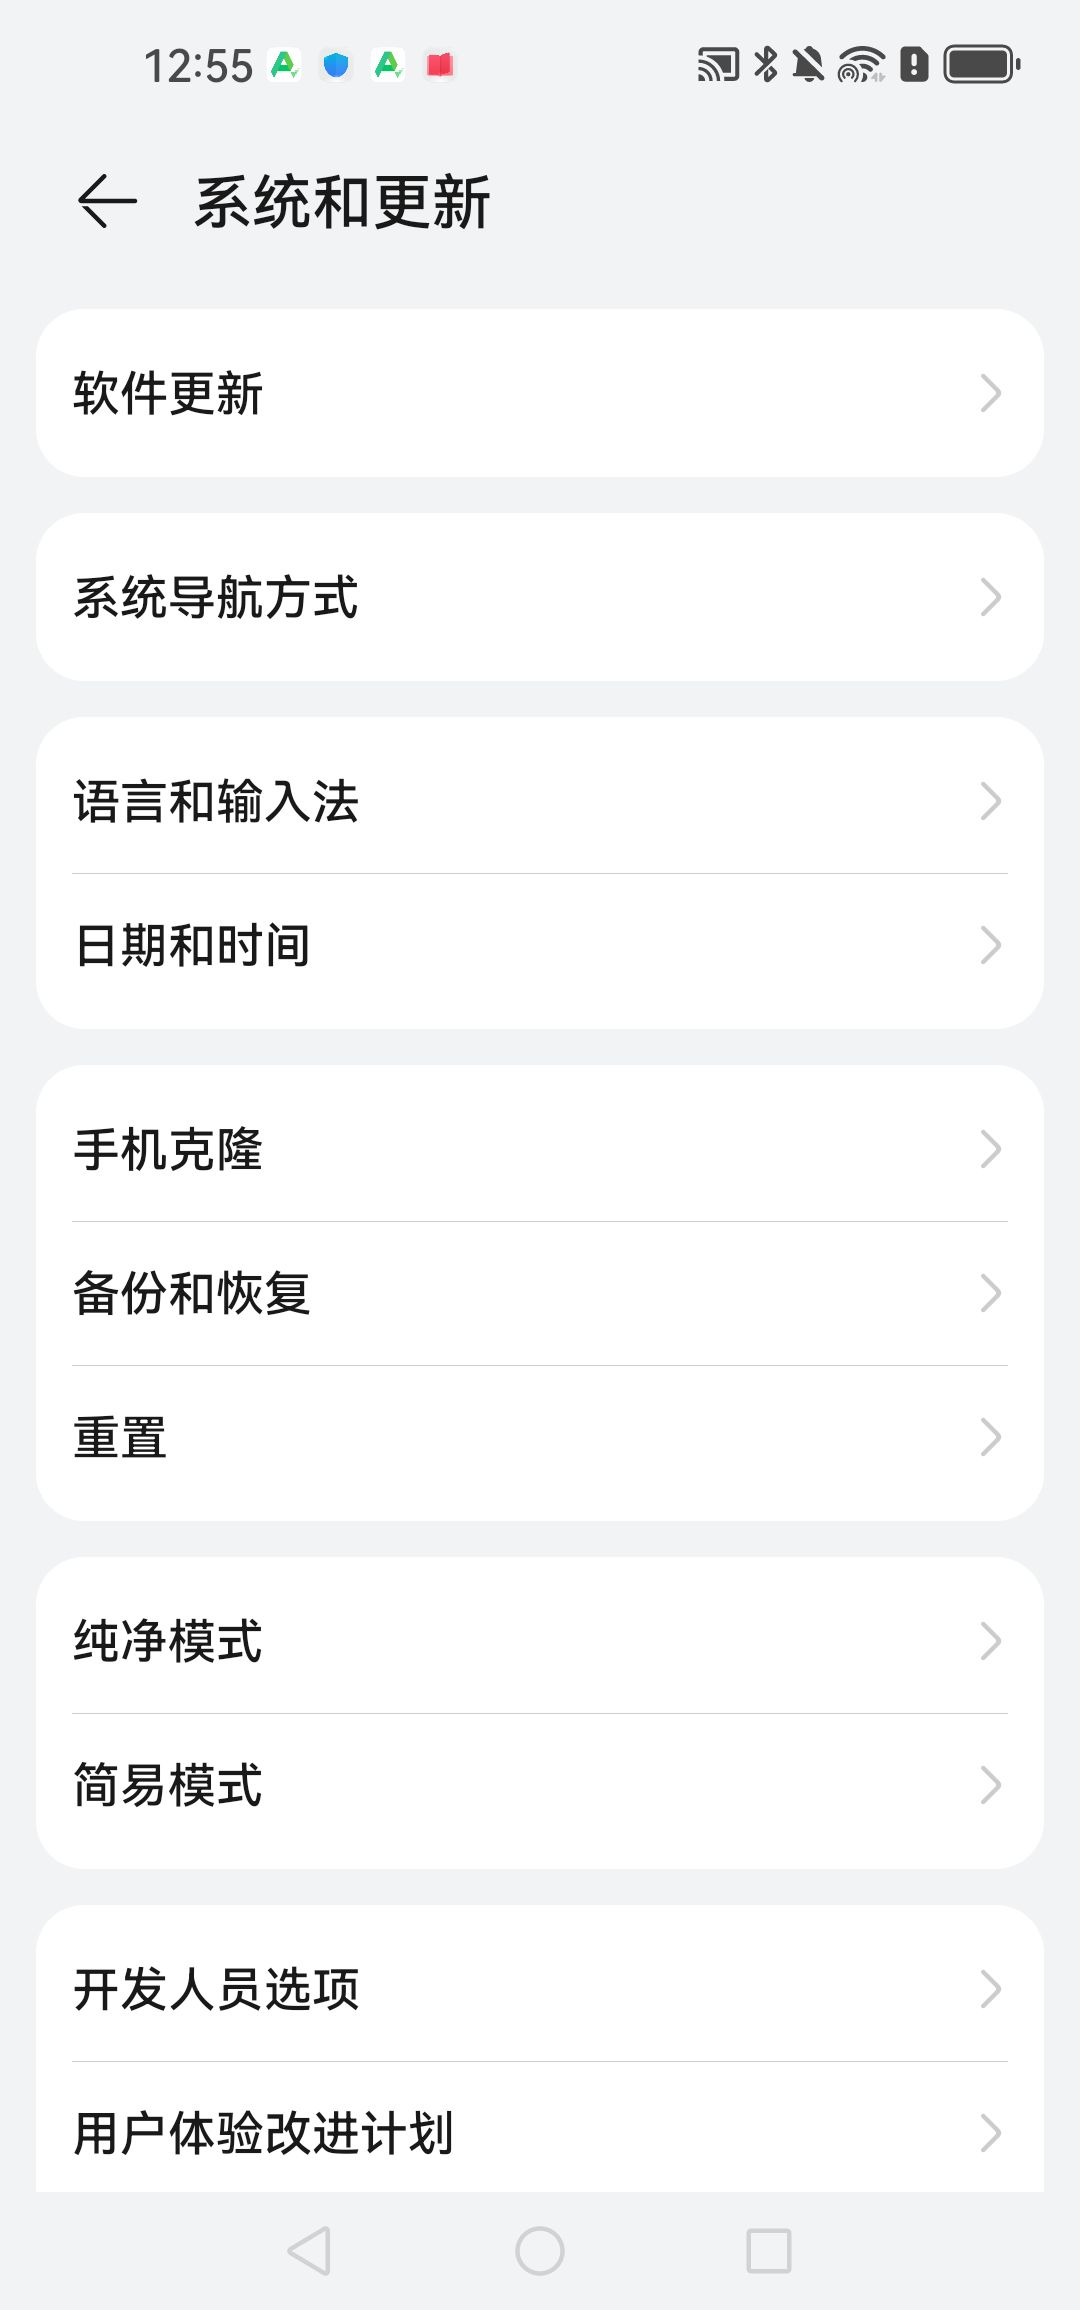 12:55
系统和更新
软件更新
系统导航方式
语言和输入法
日期和时间
手机克隆
备份和恢复
重置
纯净模式
简易模式
开发人员选项
用户体验改进计划